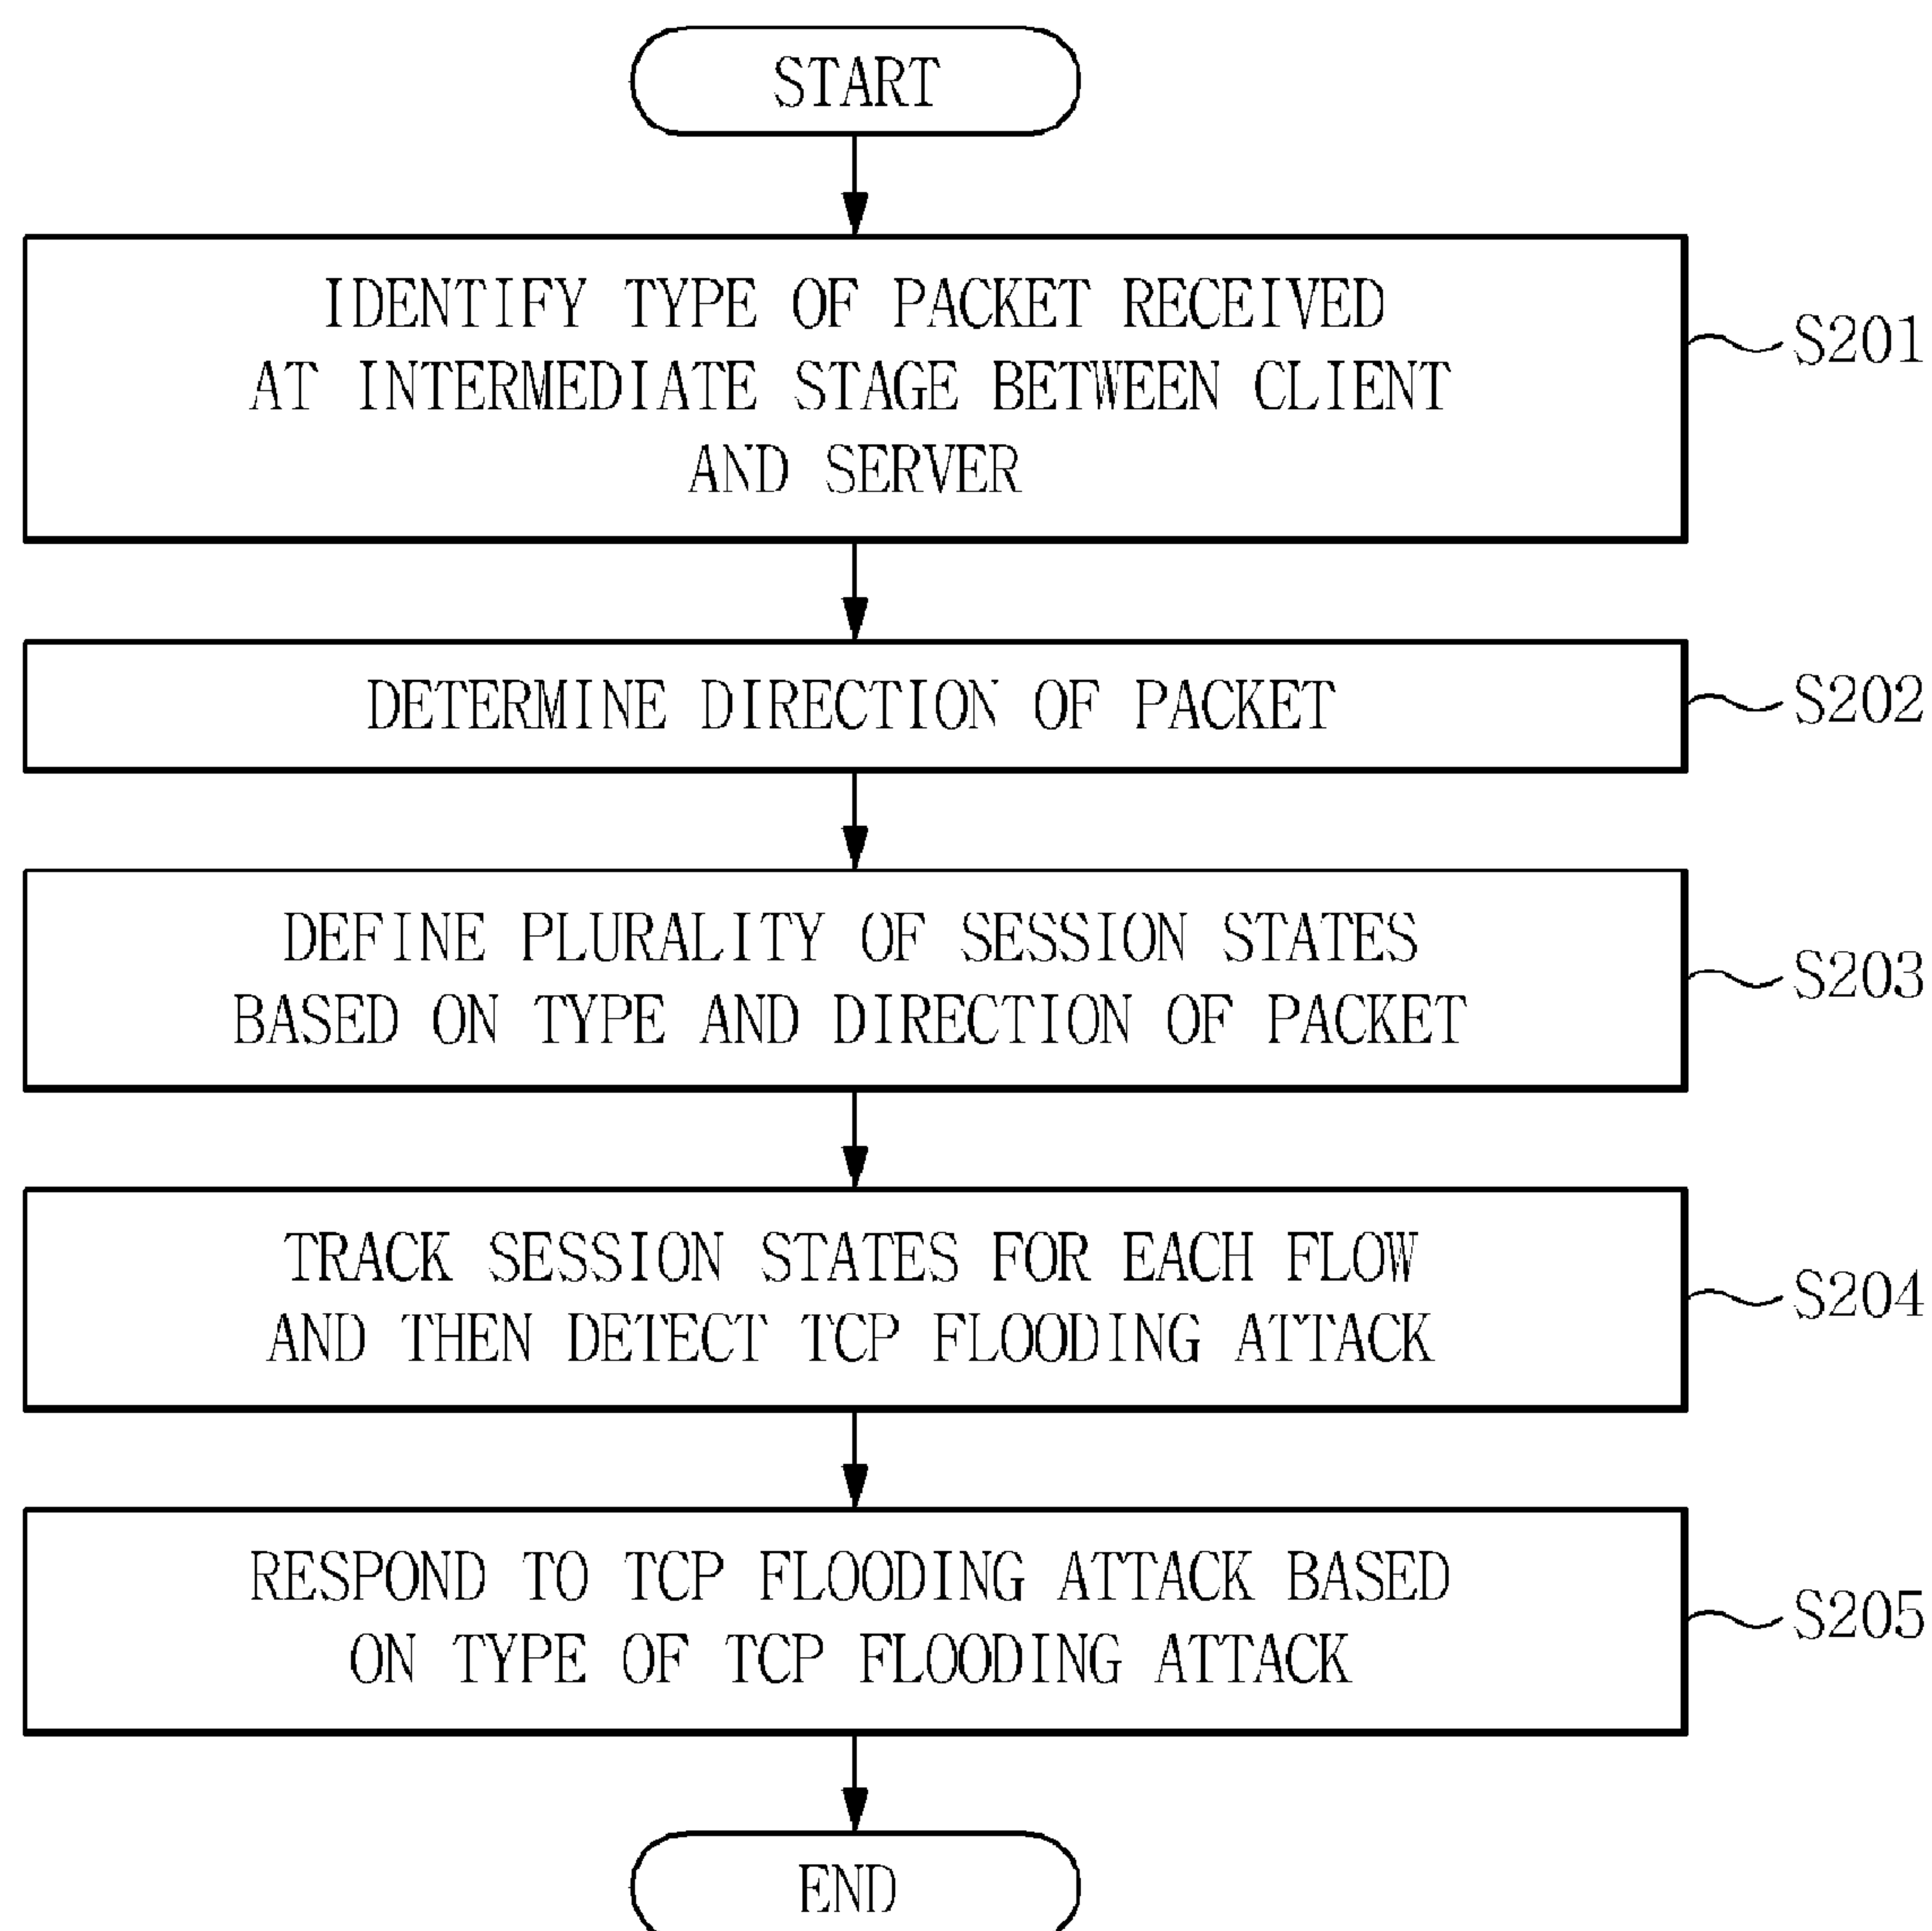 START
IDENTIFY TYPE OF PACKET RECEIVED
AT INTERMEDIATE STAGE BETWEEN CLIENT
AND SERVER
S201
DETERMINE DIRECTION OF PACKET
S202
DEFINE PLURALITY OF SESSION STATES
BASED ON TYPE AND DIRECTION OF PACKET
S203
TRACK SESSION STATES FOR EACH FLOW
AND THEN DETECT TCP FLOODING ATTACK
S204
RESPOND TO TCP FLOODING ATTACK BASED
ON TYPE OF TCP FLOODING ATTACK
S205
END